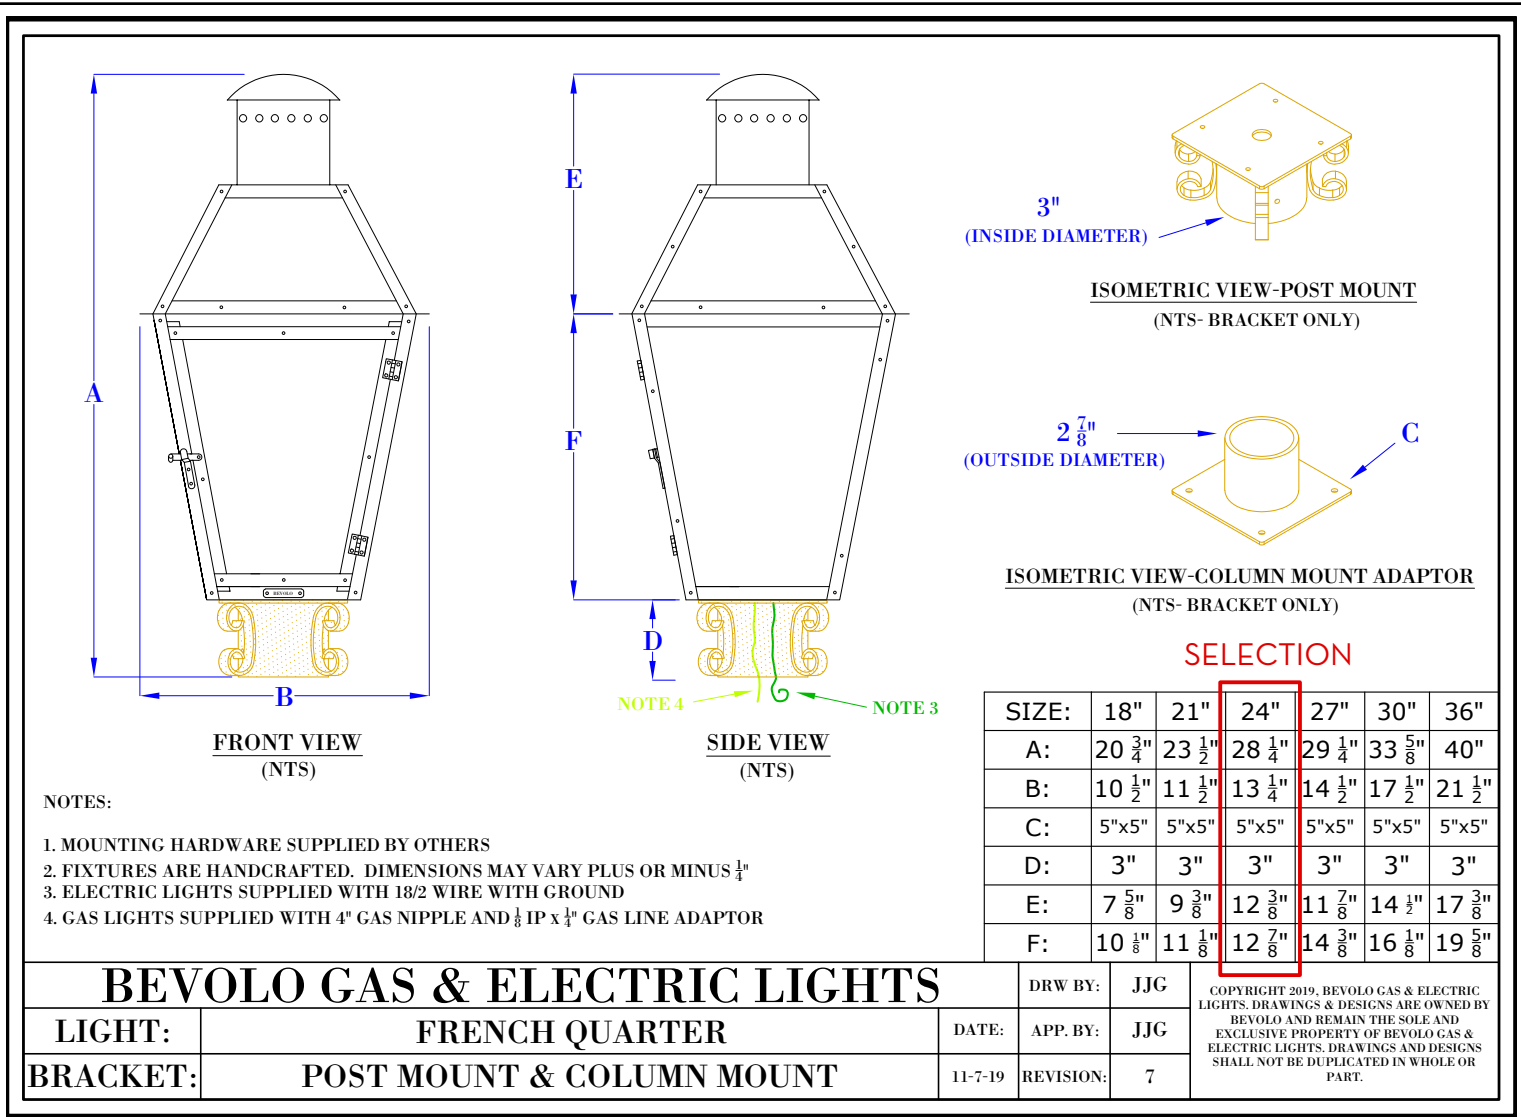 A
B
FRONT VIEW
(NTS)
BEVOLO
E
F
D
NOTE 4
NOTE 3
SIDE VIEW
(NTS)
3"
(INSIDE DIAMETER)
ISOMETRIC VIEW-POST MOUNT
(NTS- BRACKET ONLY)
2 7/8"
(OUTSIDE DIAMETER)
C
ISOMETRIC VIEW-COLUMN MOUNT ADAPTOR
(NTS- BRACKET ONLY)
SELECTION
SIZE: 18" 21" 24" 27" 30" 36"
A: 20 3/4" 23 1/2" 28 1/4" 29 1/4" 33 5/8" 40"
B: 10 1/2" 11 1/2" 13 1/4" 14 1/2" 17 1/2" 21 1/2"
C: 5"x5" 5"x5" 5"x5" 5"x5" 5"x5" 5"x5"
D: 3" 3" 3" 3" 3" 3"
E: 7 5/8" 9 3/8" 12 3/8" 11 7/8" 14 1/2" 17 3/8"
F: 10 1/8" 11 1/8" 12 7/8" 14 3/8" 16 1/8" 19 5/8"
NOTES:
1. MOUNTING HARDWARE SUPPLIED BY OTHERS
2. FIXTURES ARE HANDCRAFTED. DIMENSIONS MAY VARY PLUS OR MINUS 1/4"
3. ELECTRIC LIGHTS SUPPLIED WITH 18/2 WIRE WITH GROUND
4. GAS LIGHTS SUPPLIED WITH 4" GAS NIPPLE AND 1/8 IP x 1/4" GAS LINE ADAPTOR
BEVOLO GAS & ELECTRIC LIGHTS
LIGHT: FRENCH QUARTER
BRACKET: POST MOUNT & COLUMN MOUNT
DATE:
11-7-19
DRW BY: JJG
APP. BY: JJG
REVISION: 7
COPYRIGHT 2019, BEVOLO GAS & ELECTRIC
LIGHTS. DRAWINGS & DESIGNS ARE OWNED BY
BEVOLO AND REMAIN THE SOLE AND
EXCLUSIVE PROPERTY OF BEVOLO GAS &
ELECTRIC LIGHTS. DRAWINGS AND DESIGNS
SHALL NOT BE DUPLICATED IN WHOLE OR
PART.